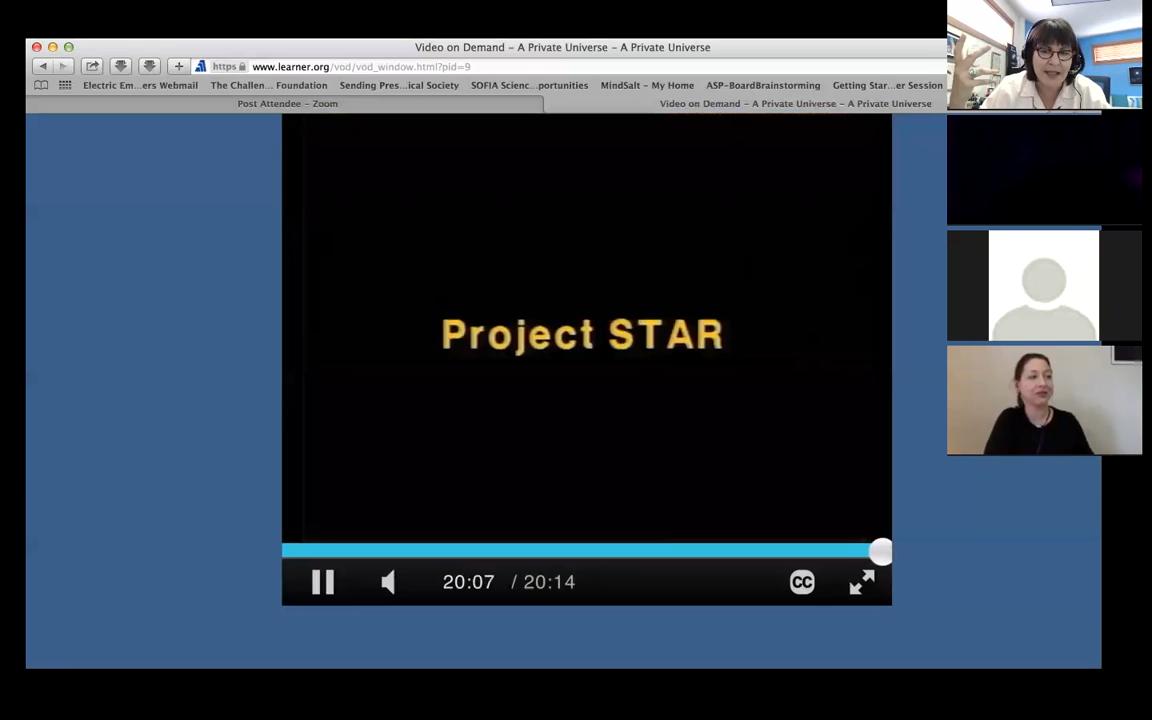 Video on Demand – A Private Universe – A Private Universe
https www.learner.org/vod/vod_window.html?pid=9
Electric Em...ers Webmail The Challen... Foundation Sending Pres...ical Society SOFIA Scienc...portunities MindSalt – My Home ASP-BoardBrainstorming Getting Star...er Session
Post Attendee – Zoom Video on Demand – A Private Universe – A Private Universe
Project STAR
20:07 / 20:14 CC